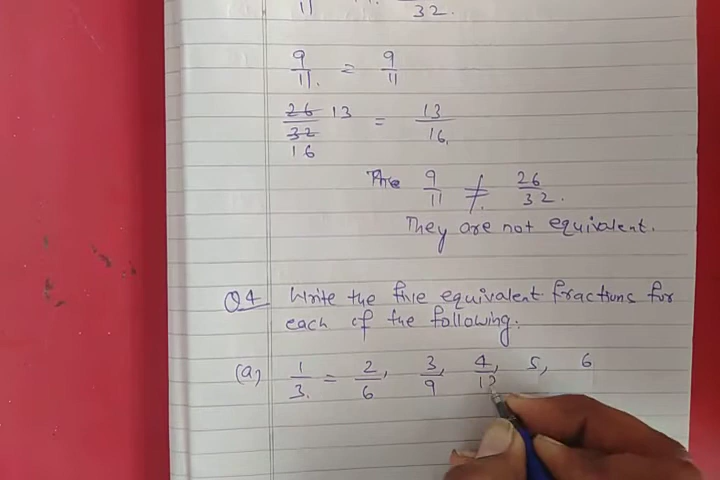 11 32.
9/11. = 9/11
26/32 13 = 13/16.
16
The 9/11 ≠ 26/32.
They are not equivalent.
Q4 Write the five equivalent fractions for
each of the following.
(a) 1/3. = 2/6, 3/9, 4/12, 5, 6